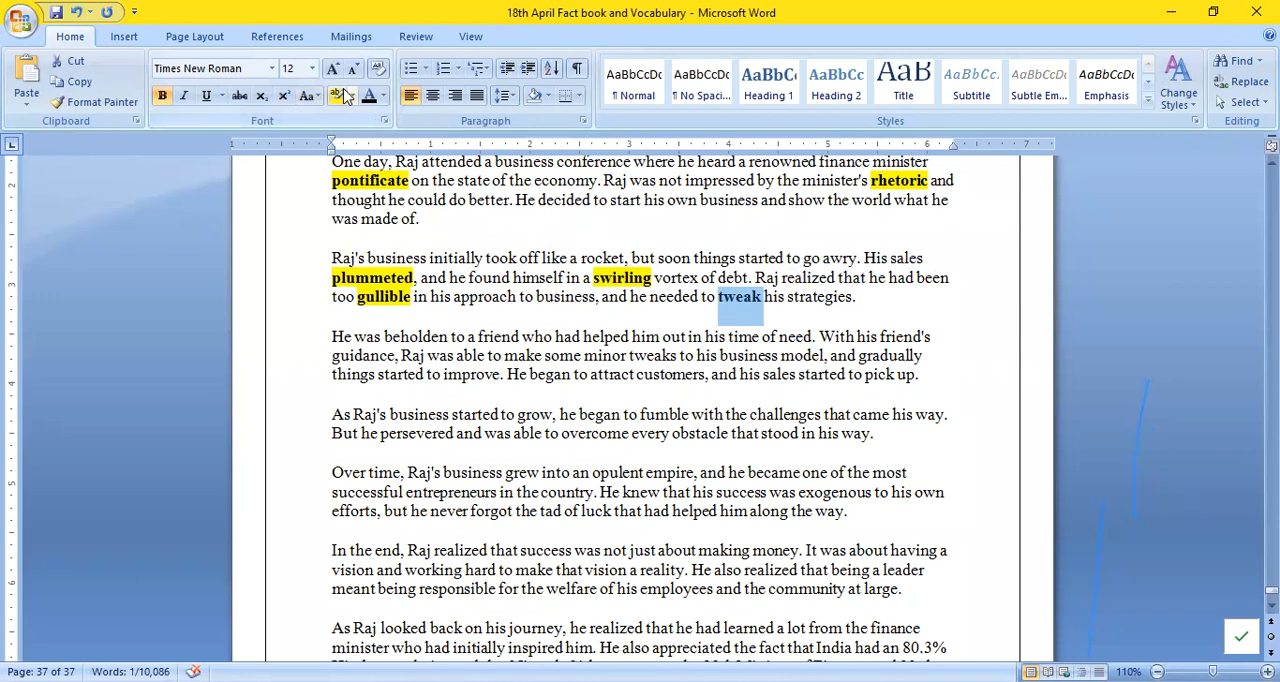 18th April Fact book and Vocabulary - Microsoft Word
Home Insert Page Layout References Mailings Review View
Paste
Cut
Copy
Format Painter
Clipboard
Times New Roman 12
Font
Paragraph
AaBbCcDc AaBbCcDc AaBbC AaBbCc AaB AaBbCc. AaBbCcDc AaBbCcDc
¶ Normal ¶ No Spaci... Heading 1 Heading 2 Title Subtitle Subtle Em... Emphasis
Styles
Change
Styles
Find
Replace
Select
Editing
One day, Raj attended a business conference where he heard a renowned finance minister
pontificate on the state of the economy. Raj was not impressed by the minister's rhetoric and
thought he could do better. He decided to start his own business and show the world what he
was made of.
Raj's business initially took off like a rocket, but soon things started to go awry. His sales
plummeted, and he found himself in a swirling vortex of debt. Raj realized that he had been
too gullible in his approach to business, and he needed to tweak his strategies.
He was beholden to a friend who had helped him out in his time of need. With his friend's
guidance, Raj was able to make some minor tweaks to his business model, and gradually
things started to improve. He began to attract customers, and his sales started to pick up.
As Raj's business started to grow, he began to fumble with the challenges that came his way.
But he persevered and was able to overcome every obstacle that stood in his way.
Over time, Raj's business grew into an opulent empire, and he became one of the most
successful entrepreneurs in the country. He knew that his success was exogenous to his own
efforts, but he never forgot the tad of luck that had helped him along the way.
In the end, Raj realized that success was not just about making money. It was about having a
vision and working hard to make that vision a reality. He also realized that being a leader
meant being responsible for the welfare of his employees and the community at large.
As Raj looked back on his journey, he realized that he had learned a lot from the finance
minister who had initially inspired him. He also appreciated the fact that India had an 80.3%
Page: 37 of 37 Words: 1/10,086 110%